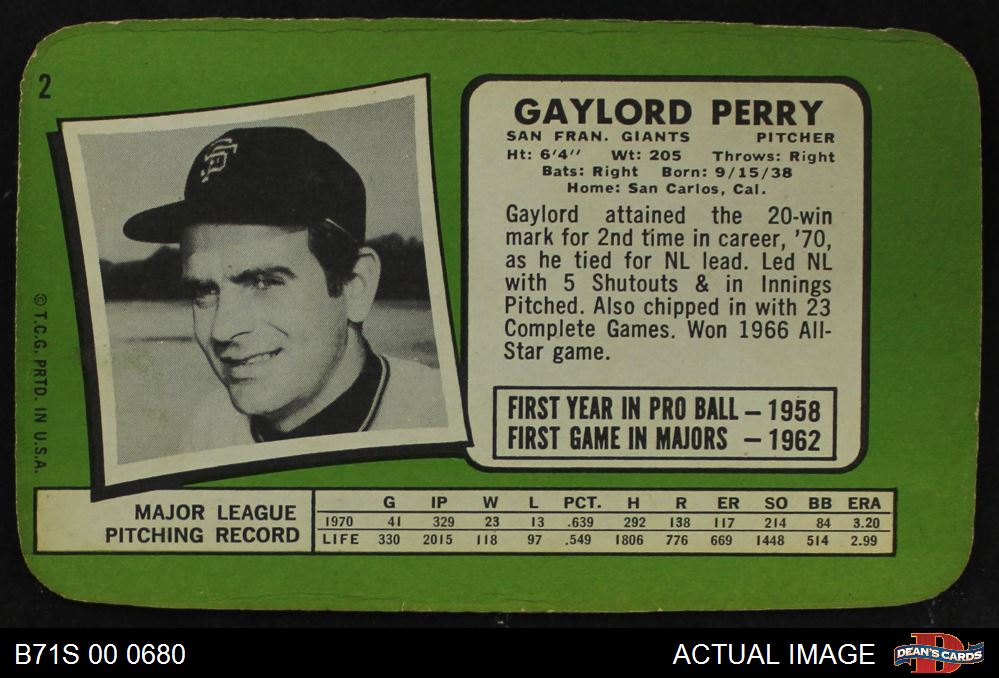 2
GAYLORD PERRY
SAN FRAN. GIANTS PITCHER
Ht: 6'4" Wt: 205 Throws: Right
Bats: Right Born: 9/15/38
Home: San Carlos, Cal.
Gaylord attained the 20-win
mark for 2nd time in career, '70,
as he tied for NL lead. Led NL
with 5 Shutouts & in Innings
Pitched. Also chipped in with 23
Complete Games. Won 1966 All-
Star game.
FIRST YEAR IN PRO BALL – 1958
FIRST GAME IN MAJORS – 1962
SF
© T.C.G. PRTD. IN U.S.A.
MAJOR LEAGUE
PITCHING RECORD
G IP W L PCT. H R ER SO BB ERA
1970 41 329 23 13 .639 292 138 117 214 84 3.20
LIFE 330 2015 118 97 .549 1806 776 669 1448 514 2.99
B71S 00 0680
ACTUAL IMAGE
D
DEAN'S CARDS